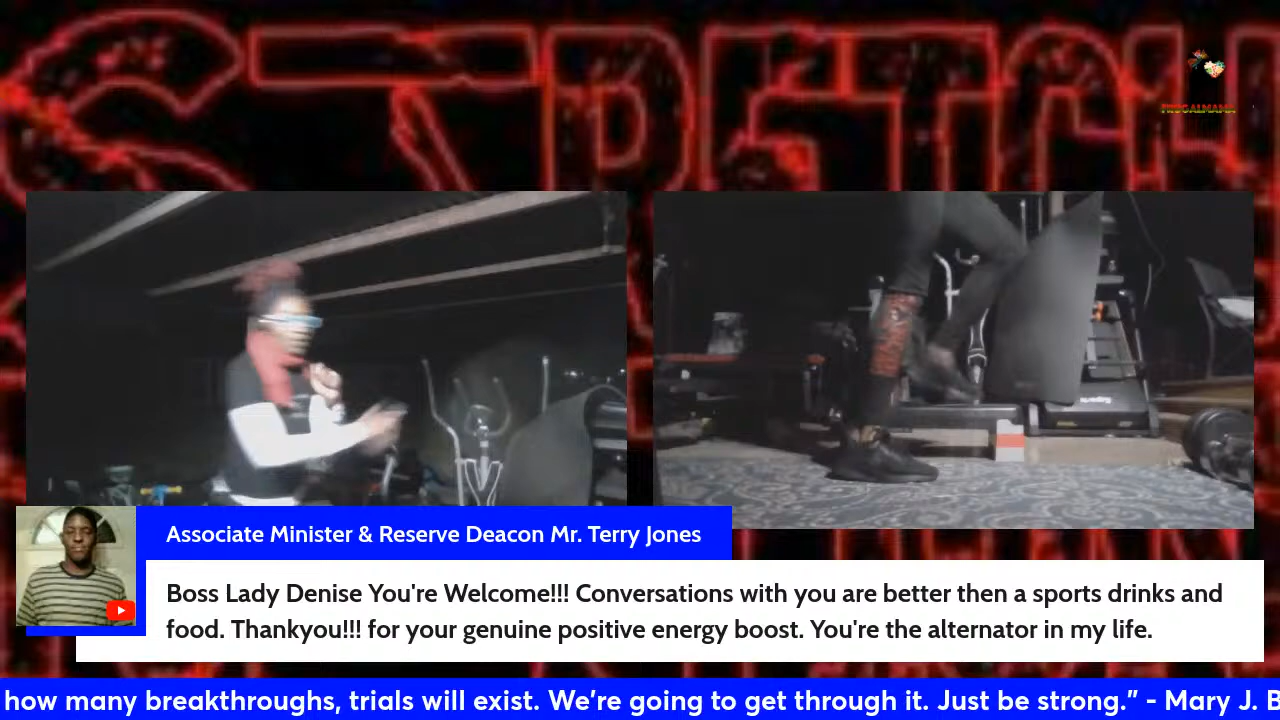 STRETCH
FRUGALMAMA
Associate Minister & Reserve Deacon Mr. Terry Jones
Boss Lady Denise You're Welcome!!! Conversations with you are better then a sports drinks and
food. Thankyou!!! for your genuine positive energy boost. You're the alternator in my life.
how many breakthroughs, trials will exist. We’re going to get through it. Just be strong.” - Mary J. B